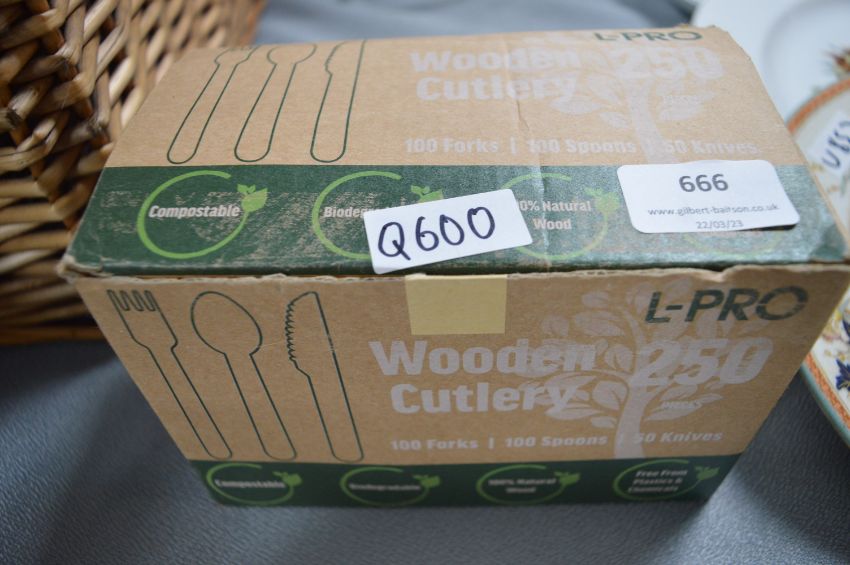 L-PRO
Wooden 250
Cutlery
100 Forks | 100 Spoons | 50 Knives
Compostable
100% Natural
Wood
Q600
666
www.gilbert-baitson.co.uk
22/03/23
L-PRO
Wooden 250
Cutlery PIECES
100 Forks | 100 Spoons | 50 Knives
Compostable
Biodegradable
100% Natural
Wood
Free From
Plastics &
Chemicals